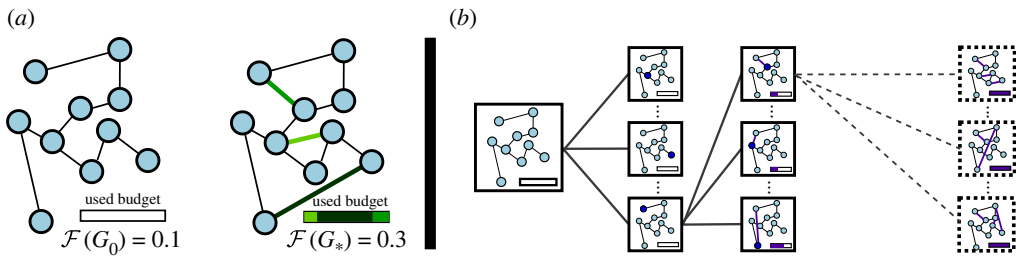 (a)
(b)
used budget
used budget
F(G₀) = 0.1
F(G*) = 0.3